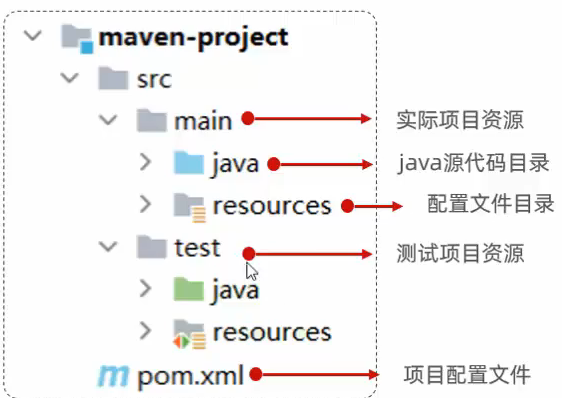 maven-project
src
main 实际项目资源
java java源代码目录
resources 配置文件目录
test 测试项目资源
java
resources
m pom.xml 项目配置文件